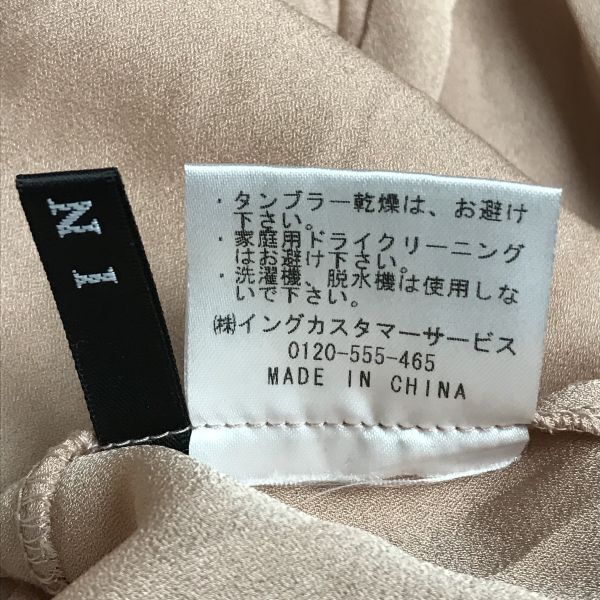 NI
・タンブラー乾燥は、お避け
下さい。
・家庭用ドライクリーニング
はお避け下さい。
・洗濯機　脱水機は使用しな
いで下さい。
㈱イングカスタマーサービス
0120-555-465
MADE IN CHINA